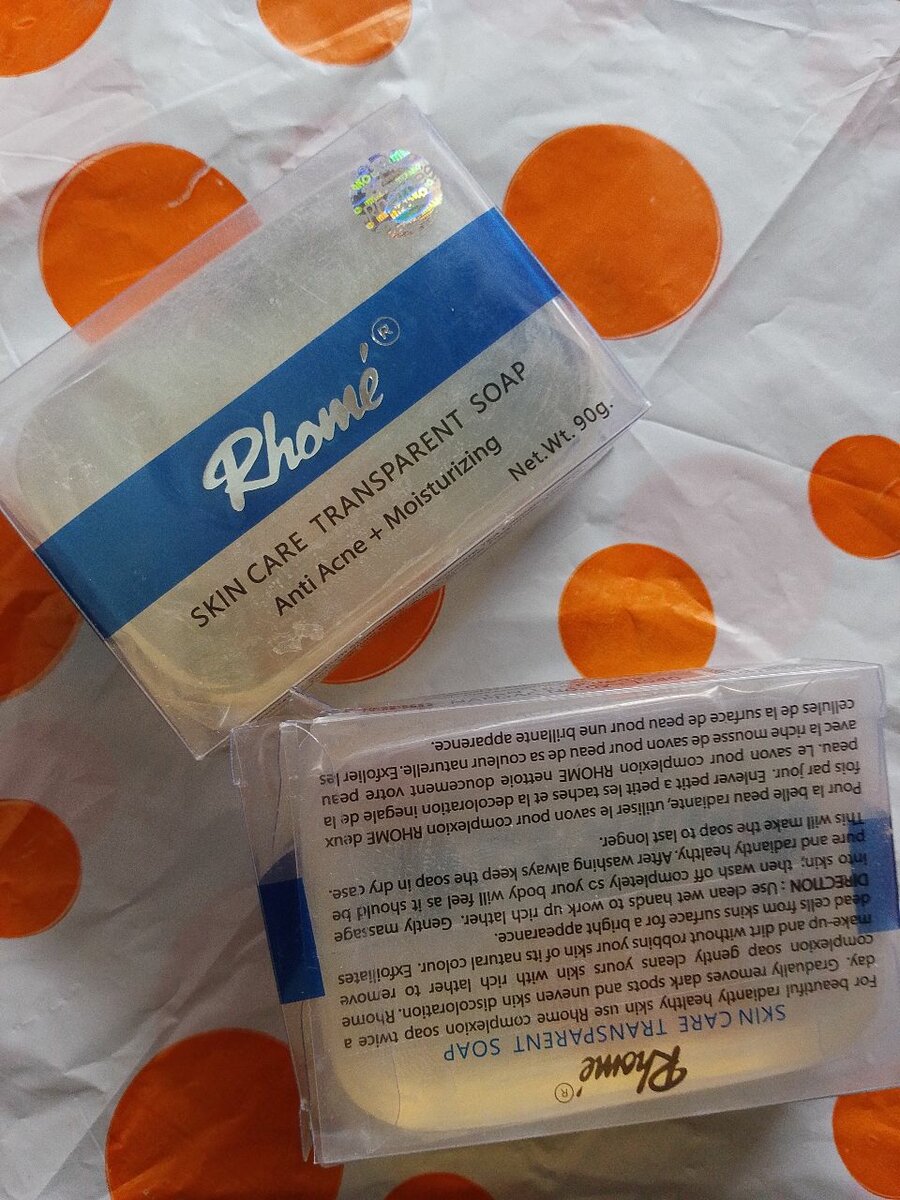 Rhomé ®
SKIN CARE TRANSPARENT SOAP
Anti Acne + Moisturizing
Net.Wt. 90g.
Rhomé ®
SKIN CARE TRANSPARENT SOAP
For beautiful radiantly healthy skin use Rhome complexion soap twice a
day. Gradually removes dark spots and uneven skin discoloration. Rhome
complexion soap gently cleans yours skin with rich lather to remove
make-up and dirt without robbins your skin of its natural colour. Exfoliates
dead cells from skins surface for a bright appearance.
DIRECTION : Use clean wet hands to work up rich lather. Gently massage
into skin; then wash off completely so your body will feel as it should be
pure and radiantly healthy. After washing always keep the soap in dry case.
This will make the soap to last longer.
Pour la belle peau radiante, utiliser le savon pour complexion RHOME deux
fois par jour. Enlever petit a petit les taches et la decoloration inegale de la
peau. Le savon pour complexion RHOME nettoie doucement votre peau
avec la riche mousse de savon pour peau de sa couleur naturelle. Exfolier les
cellules de la surface de peau pour une brillante apparence.